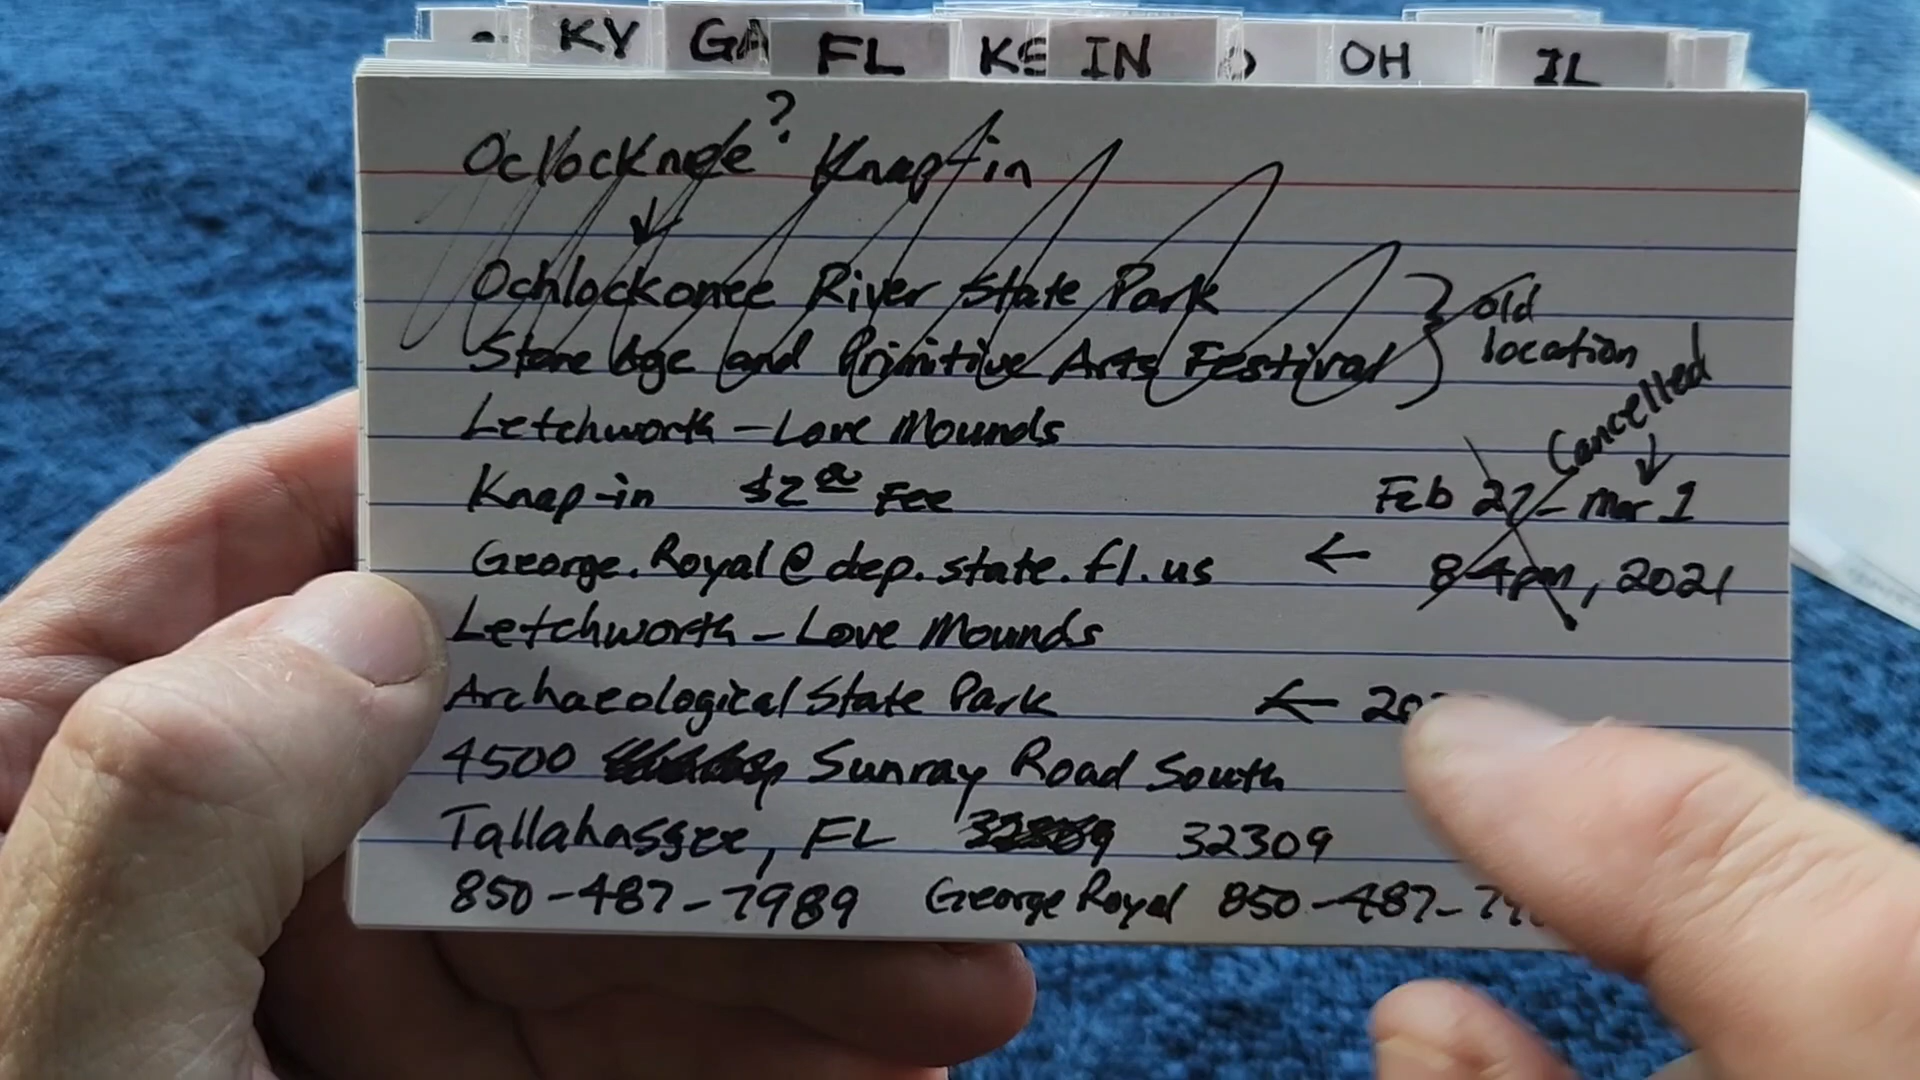 KY GA FL KS IN OH IL
Oclocknee? Knap-in
Ochlockonee River State Park
Stone Age and Primitive Arts Festival
old
location
Cancelled
Letchworth - Love Mounds
Knap-in $2.00 Fee
Feb 27 - Mar 1
George.Royal@dep.state.fl.us
8-4pm, 2021
Letchworth - Love Mounds
Archaeological State Park
4500 Sunray Road South
Tallahassee, FL 32309
850-487-7989 George Royal 850-487-